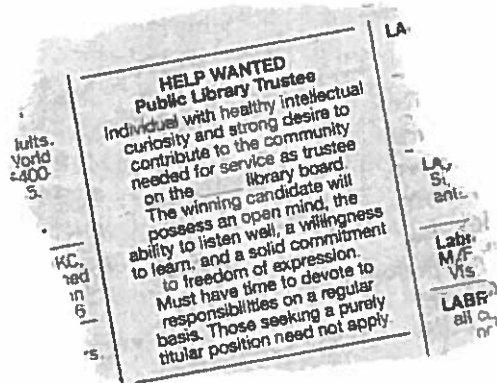 HELP WANTED
Public Library Trustee
Individual with healthy intellectual
curiosity and strong desire to
contribute to the community
needed for service as trustee
on the ____ library board
The winning candidate will
possess an open mind, the
ability to listen well, a willingness
to learn, and a solid commitment
to freedom of expression.
Must have time to devote to
responsibilities on a regular
basis. Those seeking a purely
titular position need not apply.